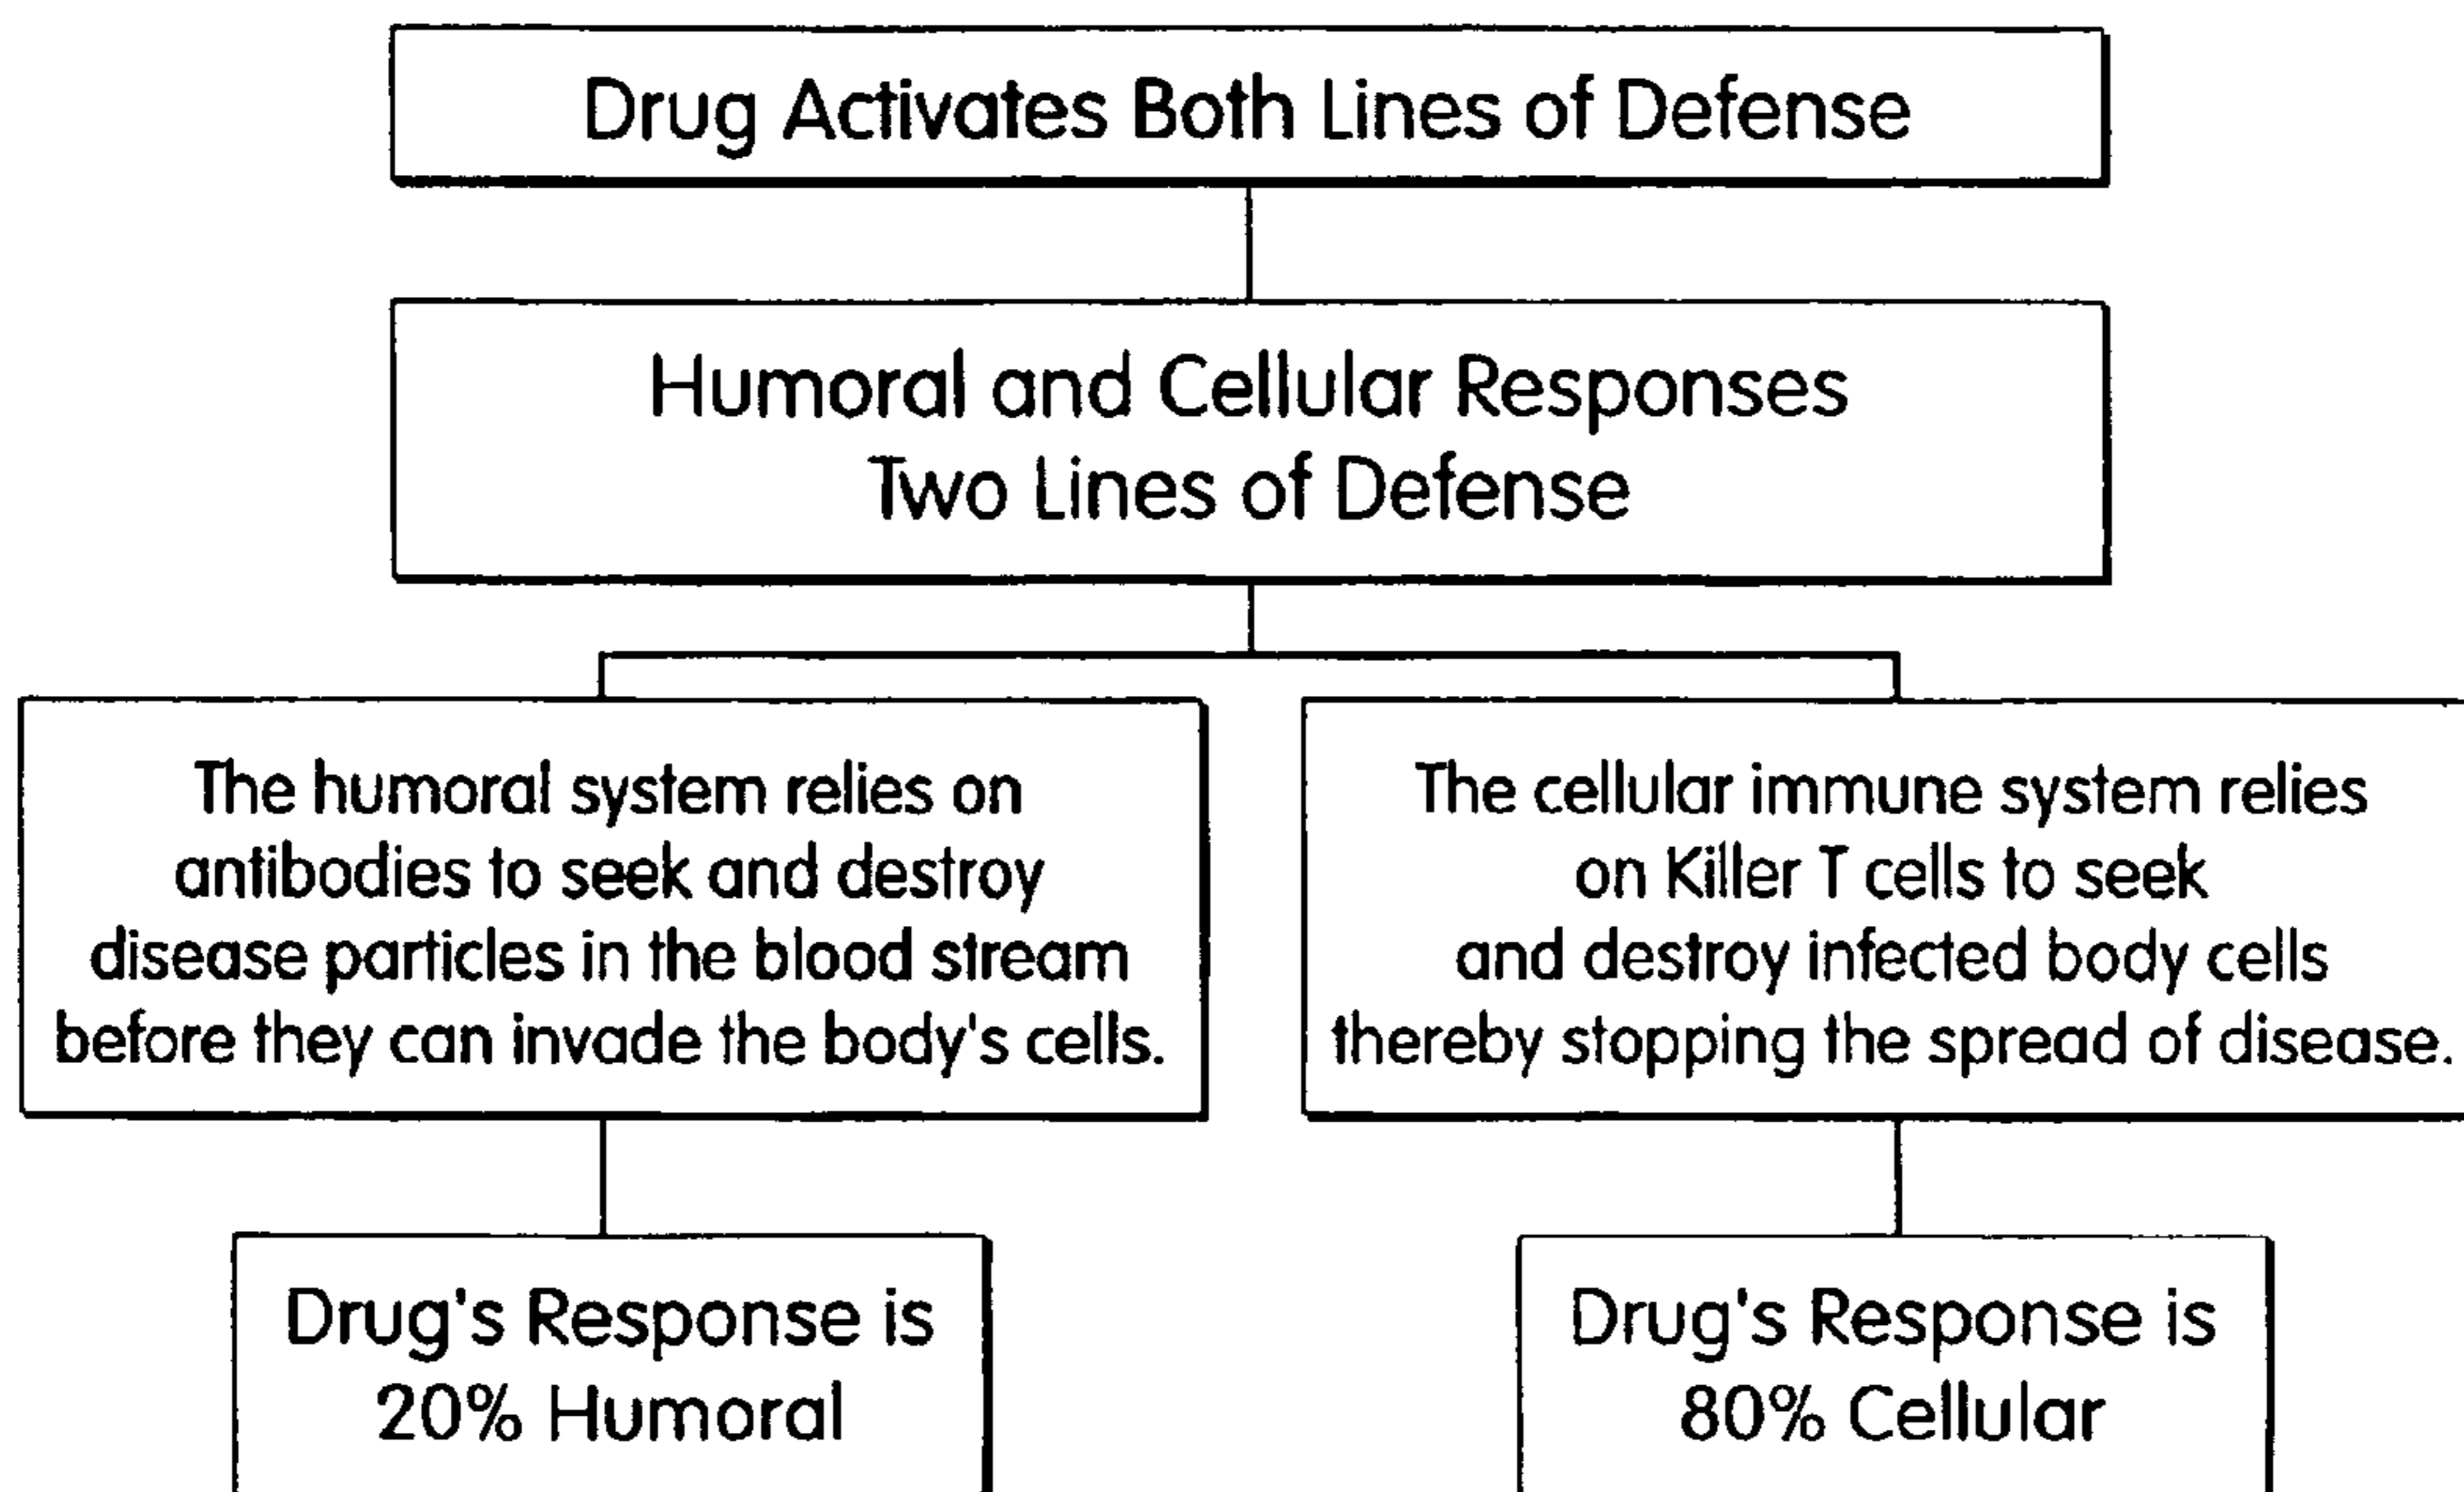 Drug Activates Both Lines of Defense
Humoral and Cellular Responses
Two Lines of Defense
The humoral system relies on
antibodies to seek and destroy
disease particles in the blood stream
before they can invade the body's cells.
The cellular immune system relies
on Killer T cells to seek
and destroy infected body cells
thereby stopping the spread of disease.
Drug's Response is
20% Humoral
Drug's Response is
80% Cellular